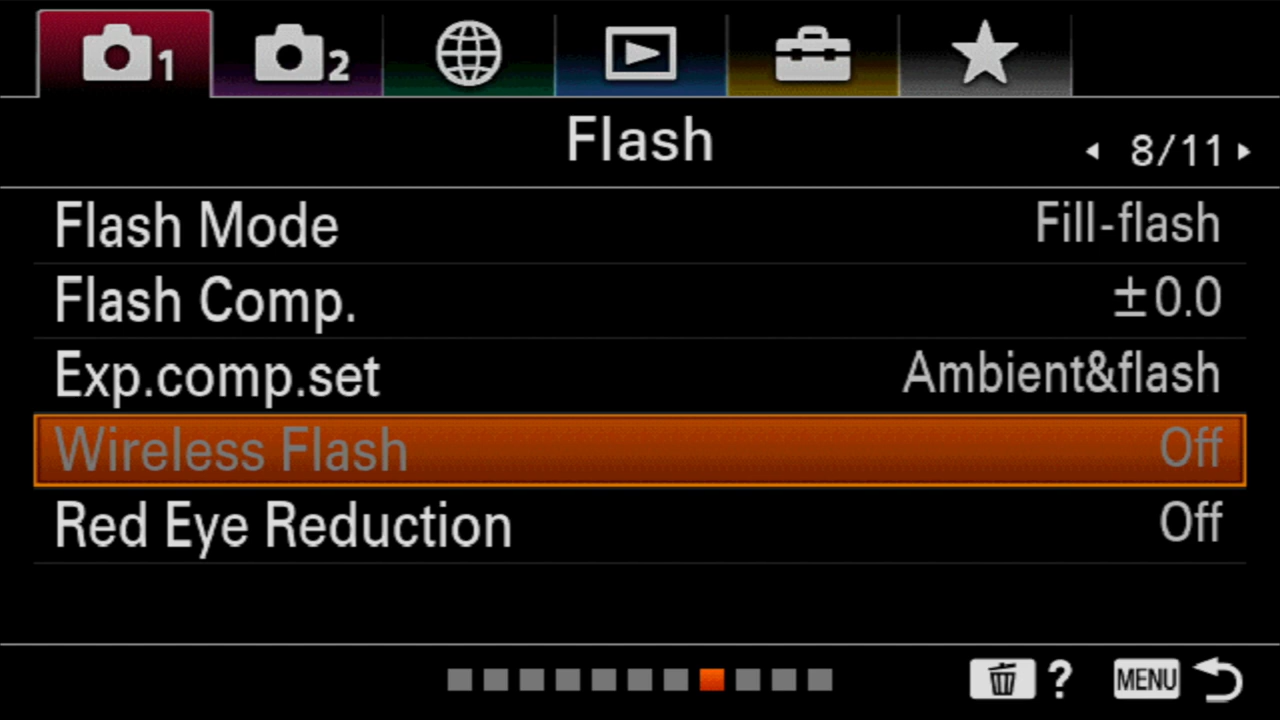 1 2
Flash
8/11
Flash Mode Fill-flash
Flash Comp. ±0.0
Exp.comp.set Ambient&flash
Wireless Flash Off
Red Eye Reduction Off
? MENU